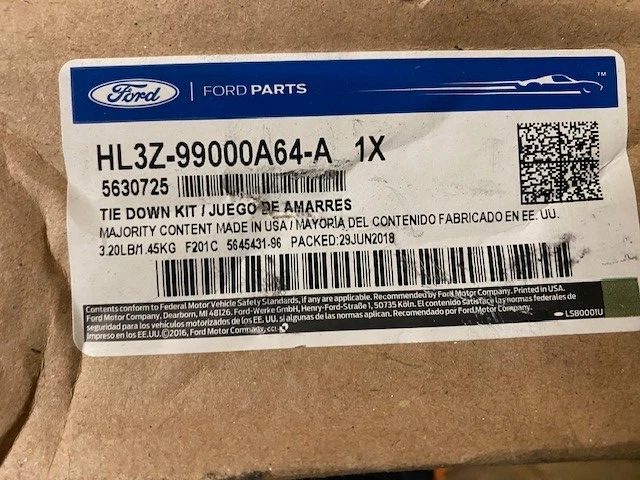 Ford | FORD PARTS ™
HL3Z-99000A64-A 1X
5630725
TIE DOWN KIT / JUEGO DE AMARRES
MAJORITY CONTENT MADE IN USA / MAYORÍA DEL CONTENIDO FABRICADO EN EE. UU.
3.20LB/1.45KG F201C 5645431-96 PACKED:29JUN2018
Contents conform to Federal Motor Vehicle Safety Standards, if any are applicable. Recommended by Ford Motor Company. Printed in USA.
Ford Motor Company, Dearborn, MI 48126. Ford-Werke GmbH, Henry-Ford-Straße 1, 50735 Köln. El contenido satisface las normas federales de
seguridad para los vehículos motorizados de los EE. UU. si algunas de las normas aplican. Recomendado por Ford Motor Company.
Impreso en los EE.UU.©2016, Ford Motor Company, cci LSB0001U